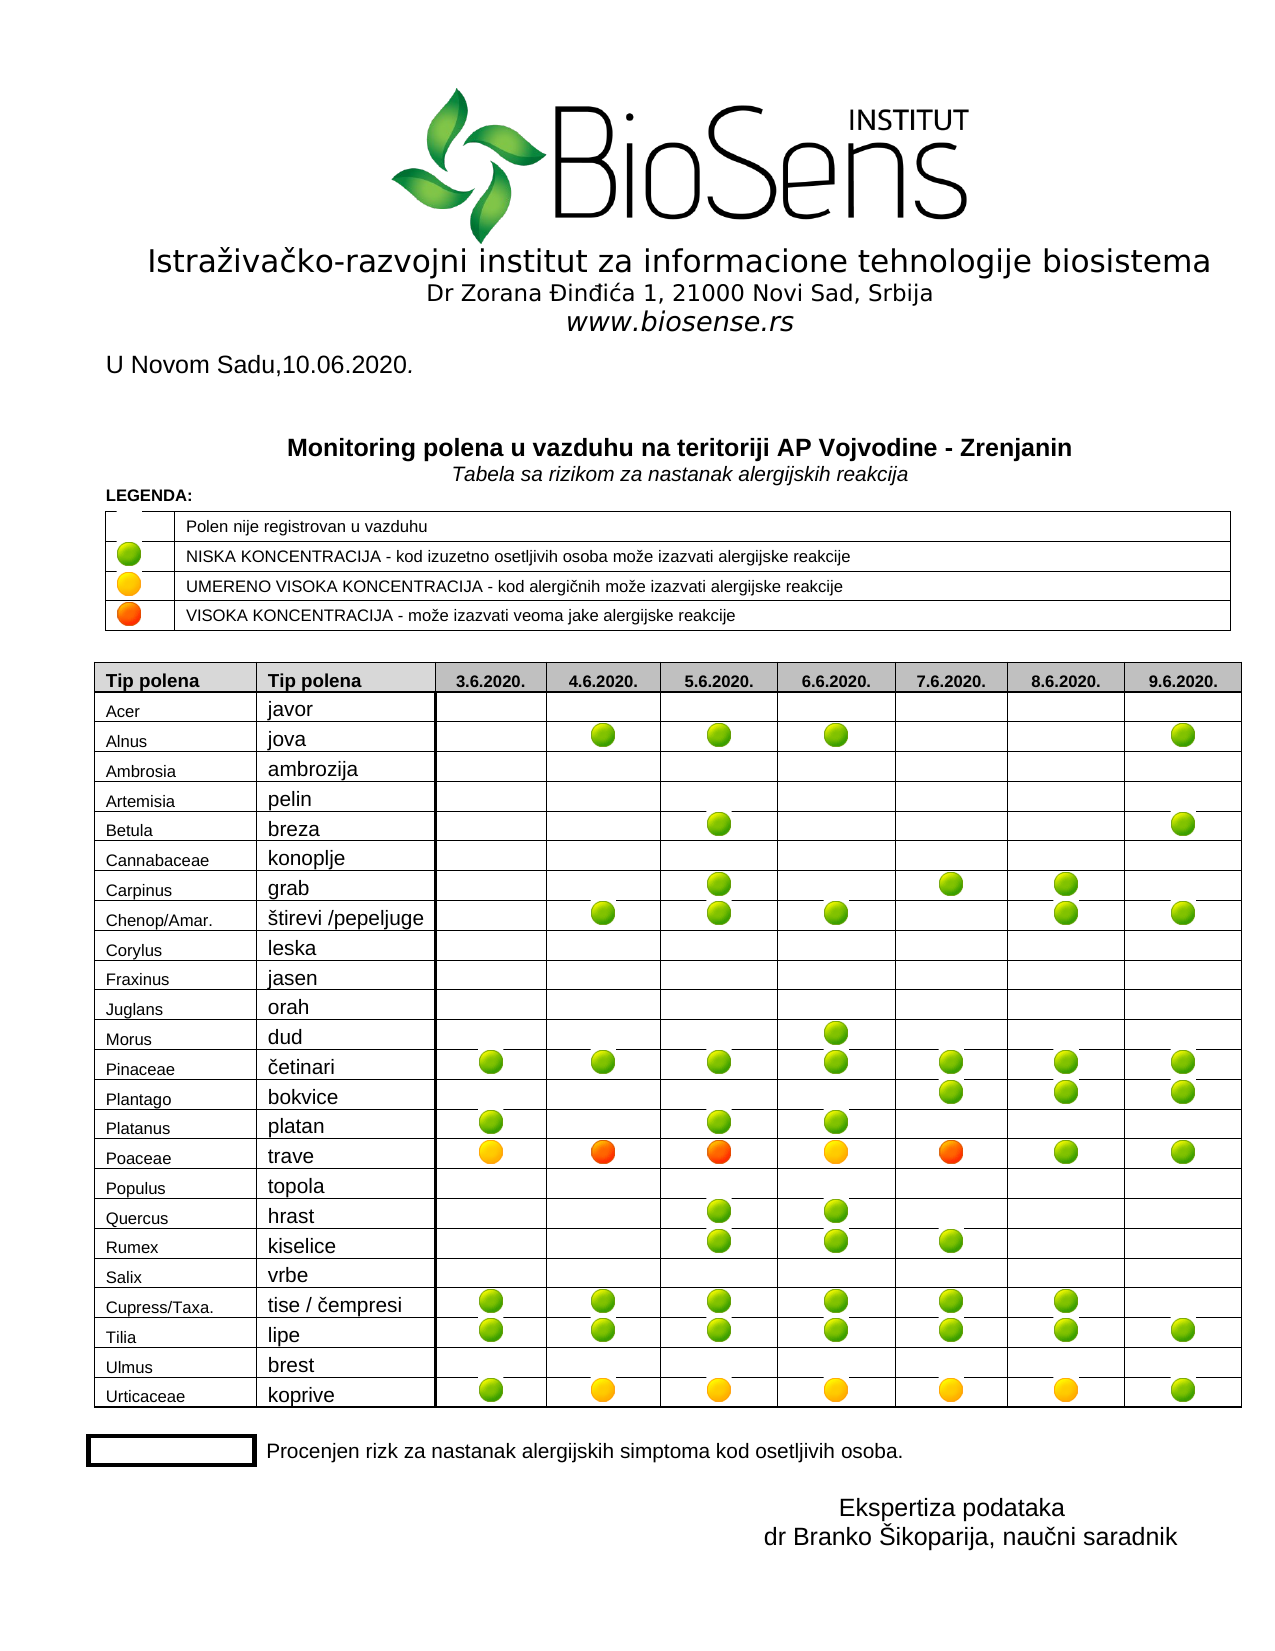 BioSens INSTITUT
Istraživačko-razvojni institut za informacione tehnologije biosistema
Dr Zorana Đinđića 1, 21000 Novi Sad, Srbija
www.biosense.rs
U Novom Sadu,10.06.2020.
Monitoring polena u vazduhu na teritoriji AP Vojvodine - Zrenjanin
Tabela sa rizikom za nastanak alergijskih reakcija
LEGENDA:
Polen nije registrovan u vazduhu
NISKA KONCENTRACIJA - kod izuzetno osetljivih osoba može izazvati alergijske reakcije
UMERENO VISOKA KONCENTRACIJA - kod alergičnih može izazvati alergijske reakcije
VISOKA KONCENTRACIJA - može izazvati veoma jake alergijske reakcije
Tip polena Tip polena 3.6.2020. 4.6.2020. 5.6.2020. 6.6.2020. 7.6.2020. 8.6.2020. 9.6.2020.
Acer javor
Alnus jova
Ambrosia ambrozija
Artemisia pelin
Betula breza
Cannabaceae konoplje
Carpinus grab
Chenop/Amar. štirevi /pepeljuge
Corylus leska
Fraxinus jasen
Juglans orah
Morus dud
Pinaceae četinari
Plantago bokvice
Platanus platan
Poaceae trave
Populus topola
Quercus hrast
Rumex kiselice
Salix vrbe
Cupress/Taxa. tise / čempresi
Tilia lipe
Ulmus brest
Urticaceae koprive
Procenjen rizk za nastanak alergijskih simptoma kod osetljivih osoba.
Ekspertiza podataka
dr Branko Šikoparija, naučni saradnik